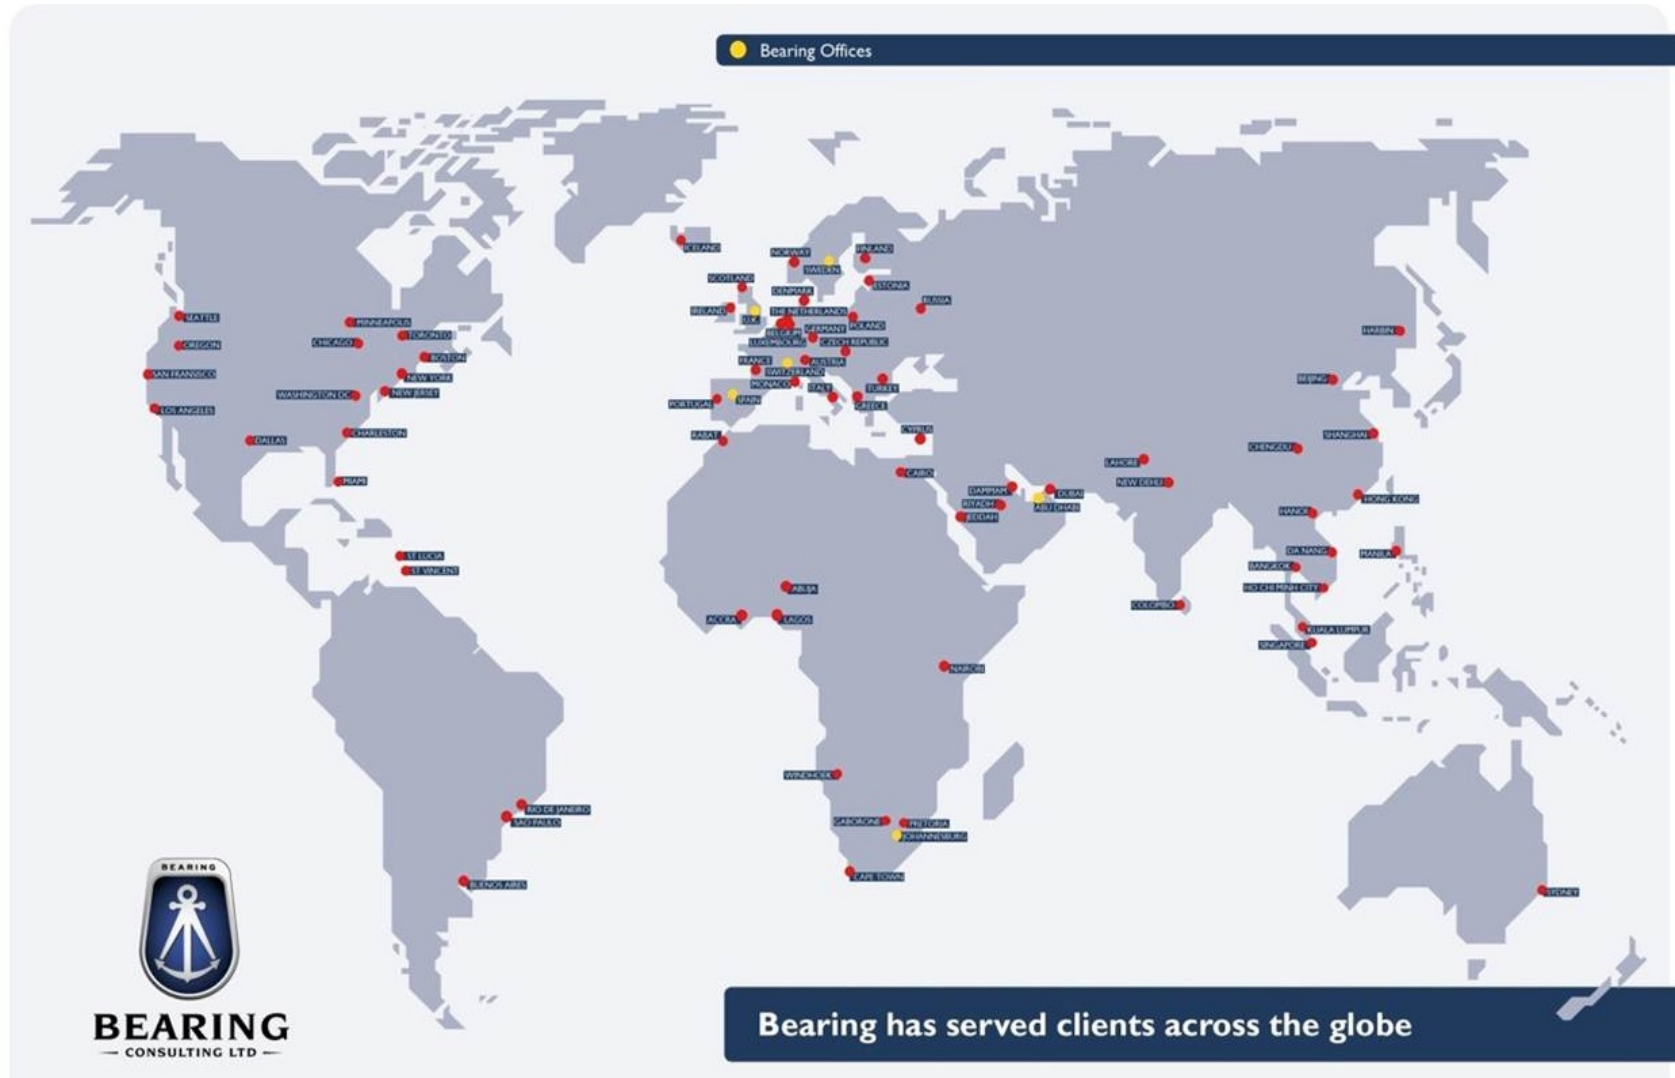 Bearing Offices
ICELAND
NORWAY
FINLAND
SWEDEN
SCOTLAND
ESTONIA
DENMARK
RUSSIA
IRELAND
U.K.
THE NETHERLANDS
POLAND
BELGIUM
GERMANY
LUXEMBOURG
CZECH REPUBLIC
FRANCE
AUSTRIA
SWITZERLAND
MONACO
ITALY
TURKEY
PORTUGAL
SPAIN
GREECE
RABAT
CYPRUS
CAIRO
SEATTLE
MINNEAPOLIS
TORONTO
OREGON
CHICAGO
BOSTON
SAN FRANSSICO
NEW YORK
WASHINGTON DC
NEW JERSEY
LOS ANGELES
CHARLESTON
DALLAS
MIAMI
ST LUCIA
ST VINCENT
HARBIN
BEIJING
SHANGHAI
CHENGDU
LAHORE
NEW DEHLI
DAMMAM
DUBAI
RIYADH
ABU DHABI
JEDDAH
HONG KONG
HANOI
DA NANG
MANILA
BANGKOK
HO CHI MINH CITY
COLOMBO
KUALA LUMPUR
SINGAPORE
ABUJA
ACCRA
LAGOS
NAIROBI
WINDHOEK
GABORONE
PRETORIA
JOHANNESBURG
CAPE TOWN
RIO DE JANEIRO
SAO PAULO
BUENOS AIRES
SYDNEY
BEARING
BEARING
CONSULTING LTD
Bearing has served clients across the globe